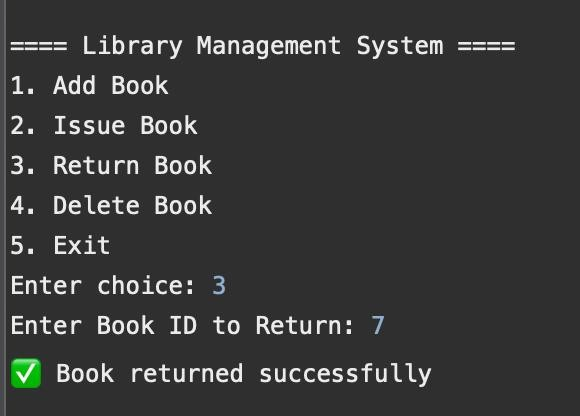 ==== Library Management System ====
1. Add Book
2. Issue Book
3. Return Book
4. Delete Book
5. Exit
Enter choice: 3
Enter Book ID to Return: 7
✅ Book returned successfully